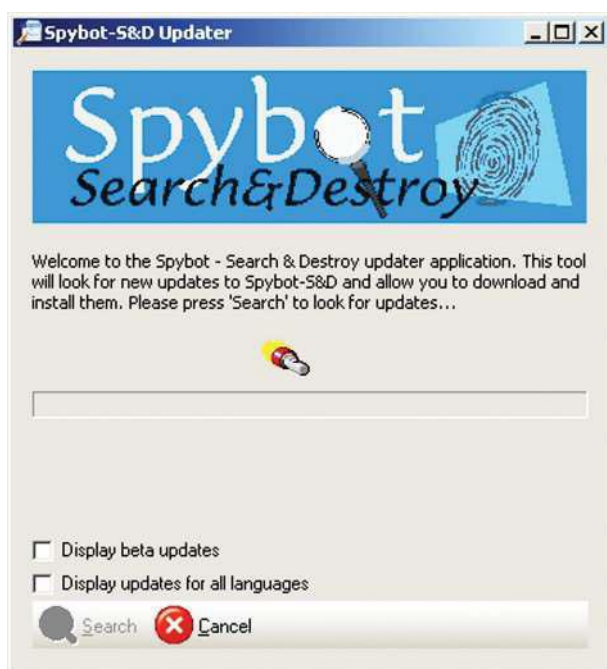 Spybot-S&D Updater
Spybot
Search&Destroy
Welcome to the Spybot - Search & Destroy updater application. This tool
will look for new updates to Spybot-S&D and allow you to download and
install them. Please press 'Search' to look for updates...
Display beta updates
Display updates for all languages
Search Cancel